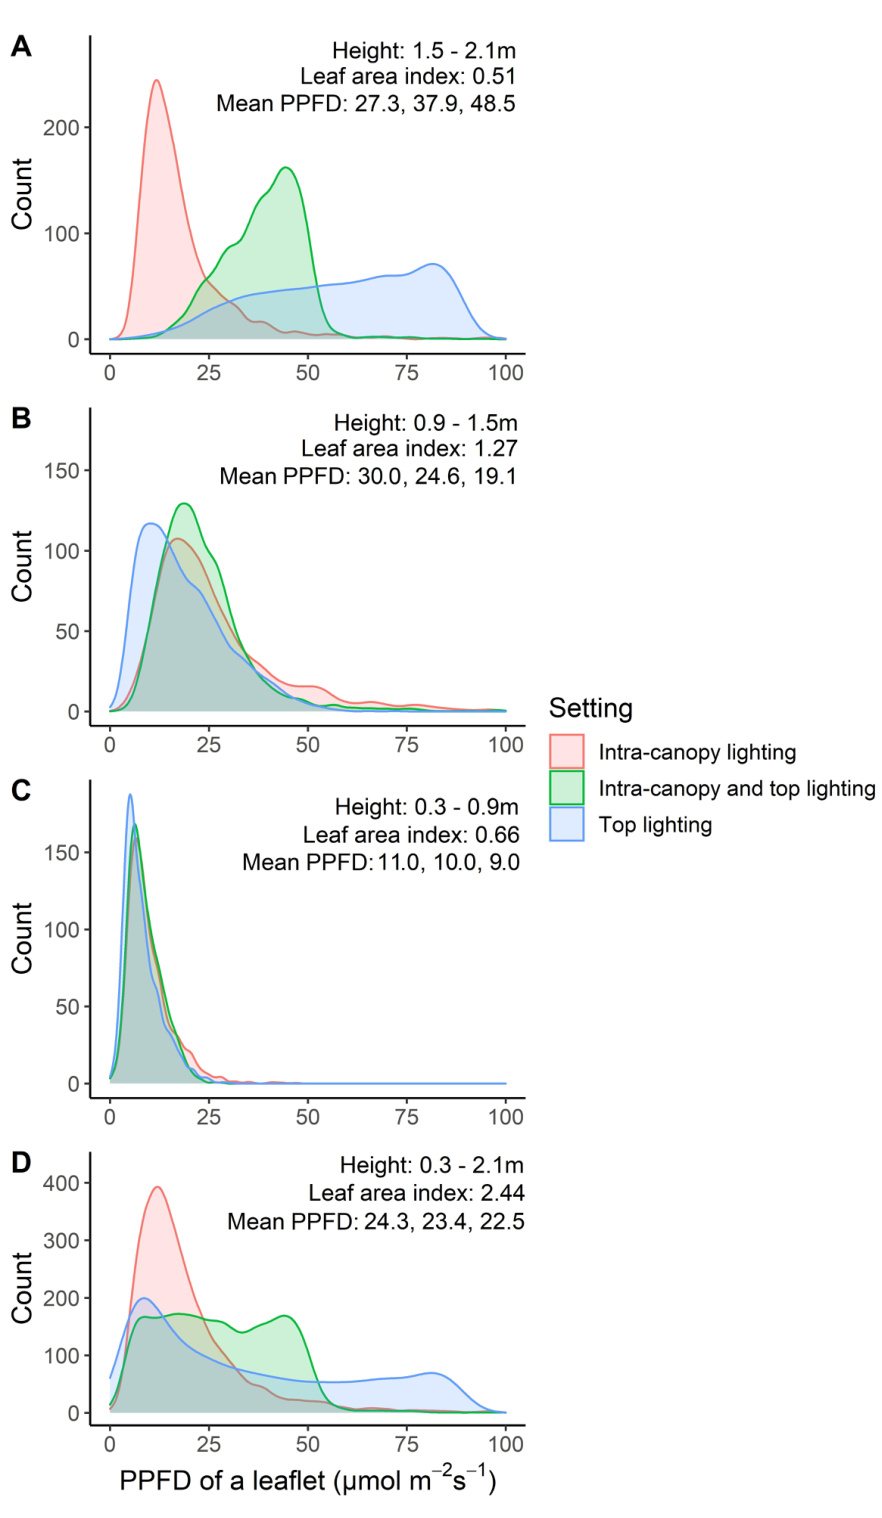 A
Height: 1.5 - 2.1m
Leaf area index: 0.51
Mean PPFD: 27.3, 37.9, 48.5
Count
200
100
0
0 25 50 75 100
B
Height: 0.9 - 1.5m
Leaf area index: 1.27
Mean PPFD: 30.0, 24.6, 19.1
Count
150
100
50
0
0 25 50 75 100
Setting
Intra-canopy lighting
Intra-canopy and top lighting
Top lighting
C
Height: 0.3 - 0.9m
Leaf area index: 0.66
Mean PPFD: 11.0, 10.0, 9.0
Count
150
100
50
0
0 25 50 75 100
D
Height: 0.3 - 2.1m
Leaf area index: 2.44
Mean PPFD: 24.3, 23.4, 22.5
Count
400
300
200
100
0
0 25 50 75 100
PPFD of a leaflet (μmol m⁻²s⁻¹)